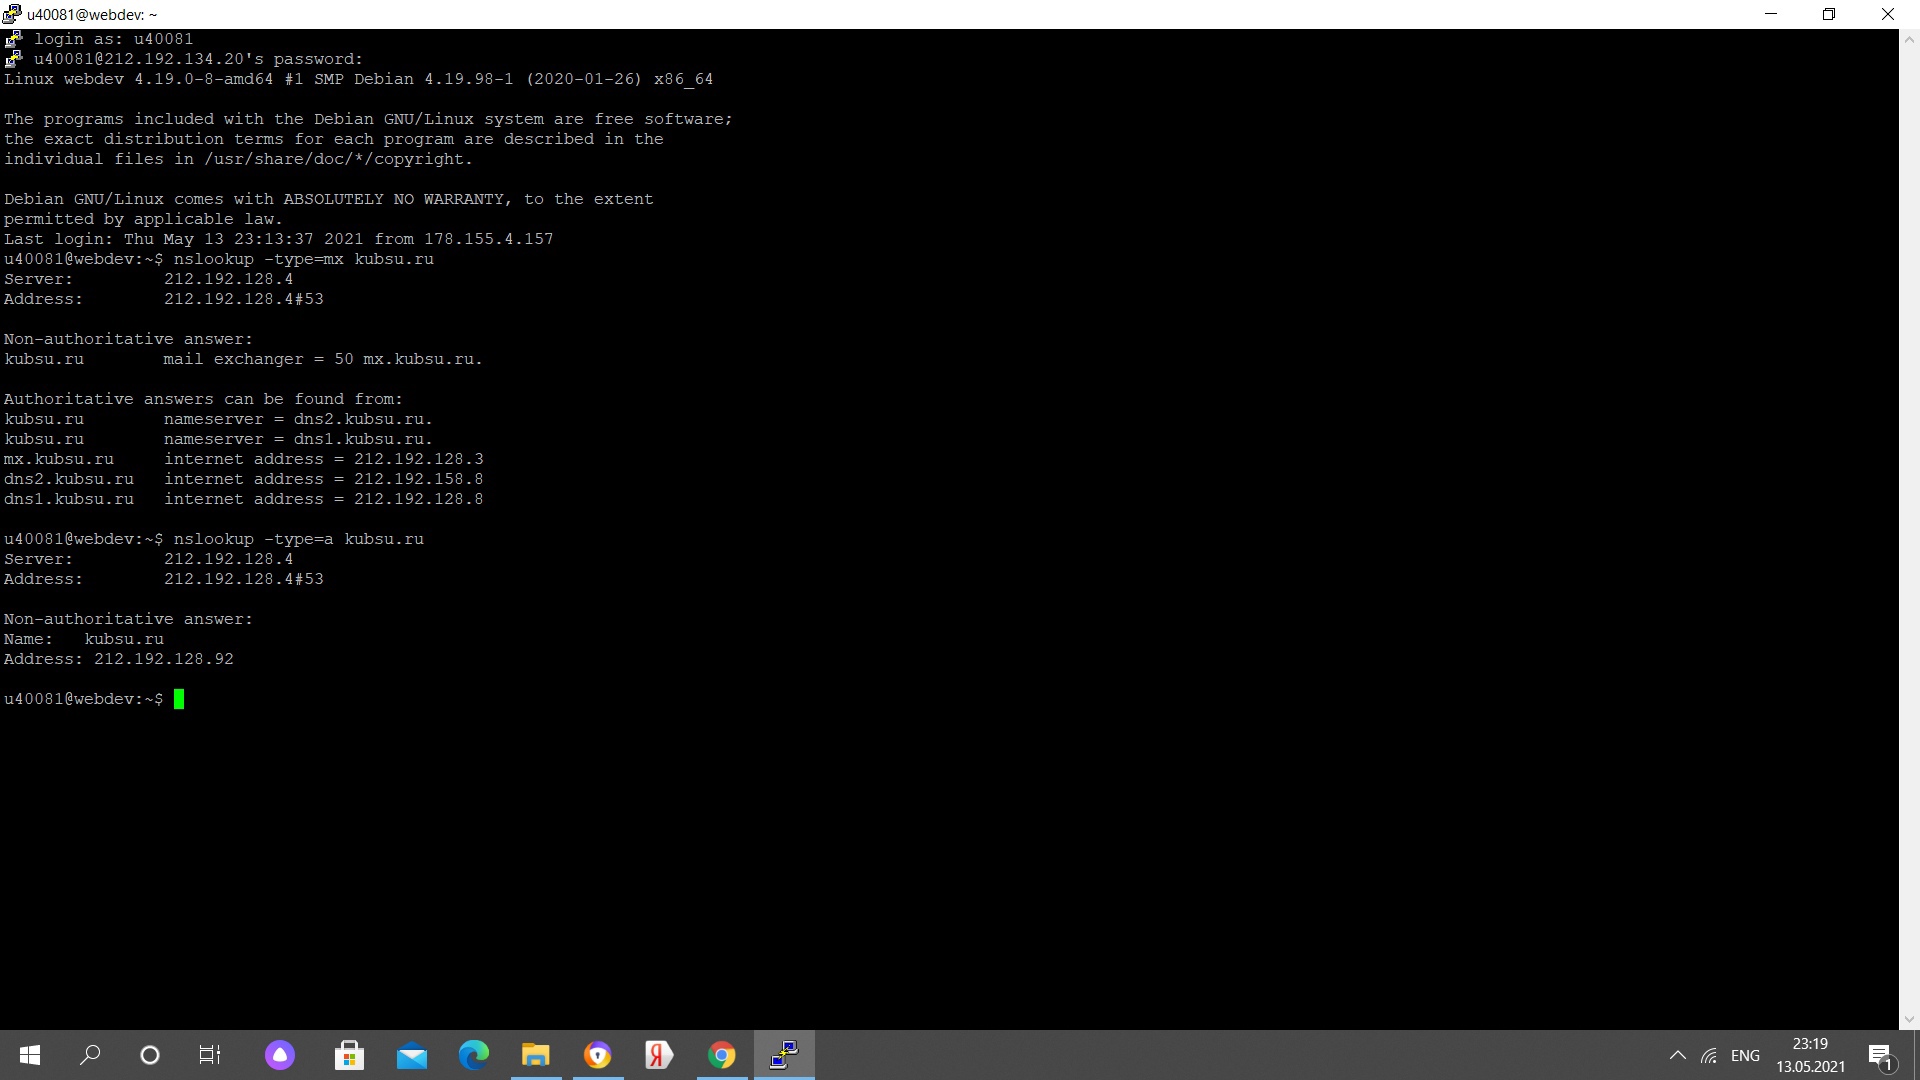 u40081@webdev: ~
login as: u40081
u40081@212.192.134.20's password:
Linux webdev 4.19.0-8-amd64 #1 SMP Debian 4.19.98-1 (2020-01-26) x86_64
The programs included with the Debian GNU/Linux system are free software;
the exact distribution terms for each program are described in the
individual files in /usr/share/doc/*/copyright.
Debian GNU/Linux comes with ABSOLUTELY NO WARRANTY, to the extent
permitted by applicable law.
Last login: Thu May 13 23:13:37 2021 from 178.155.4.157
u40081@webdev:~$ nslookup -type=mx kubsu.ru
Server: 212.192.128.4
Address: 212.192.128.4#53
Non-authoritative answer:
kubsu.ru mail exchanger = 50 mx.kubsu.ru.
Authoritative answers can be found from:
kubsu.ru nameserver = dns2.kubsu.ru.
kubsu.ru nameserver = dns1.kubsu.ru.
mx.kubsu.ru internet address = 212.192.128.3
dns2.kubsu.ru internet address = 212.192.158.8
dns1.kubsu.ru internet address = 212.192.128.8
u40081@webdev:~$ nslookup -type=a kubsu.ru
Server: 212.192.128.4
Address: 212.192.128.4#53
Non-authoritative answer:
Name: kubsu.ru
Address: 212.192.128.92
u40081@webdev:~$
Я
ENG
23:19
13.05.2021
1